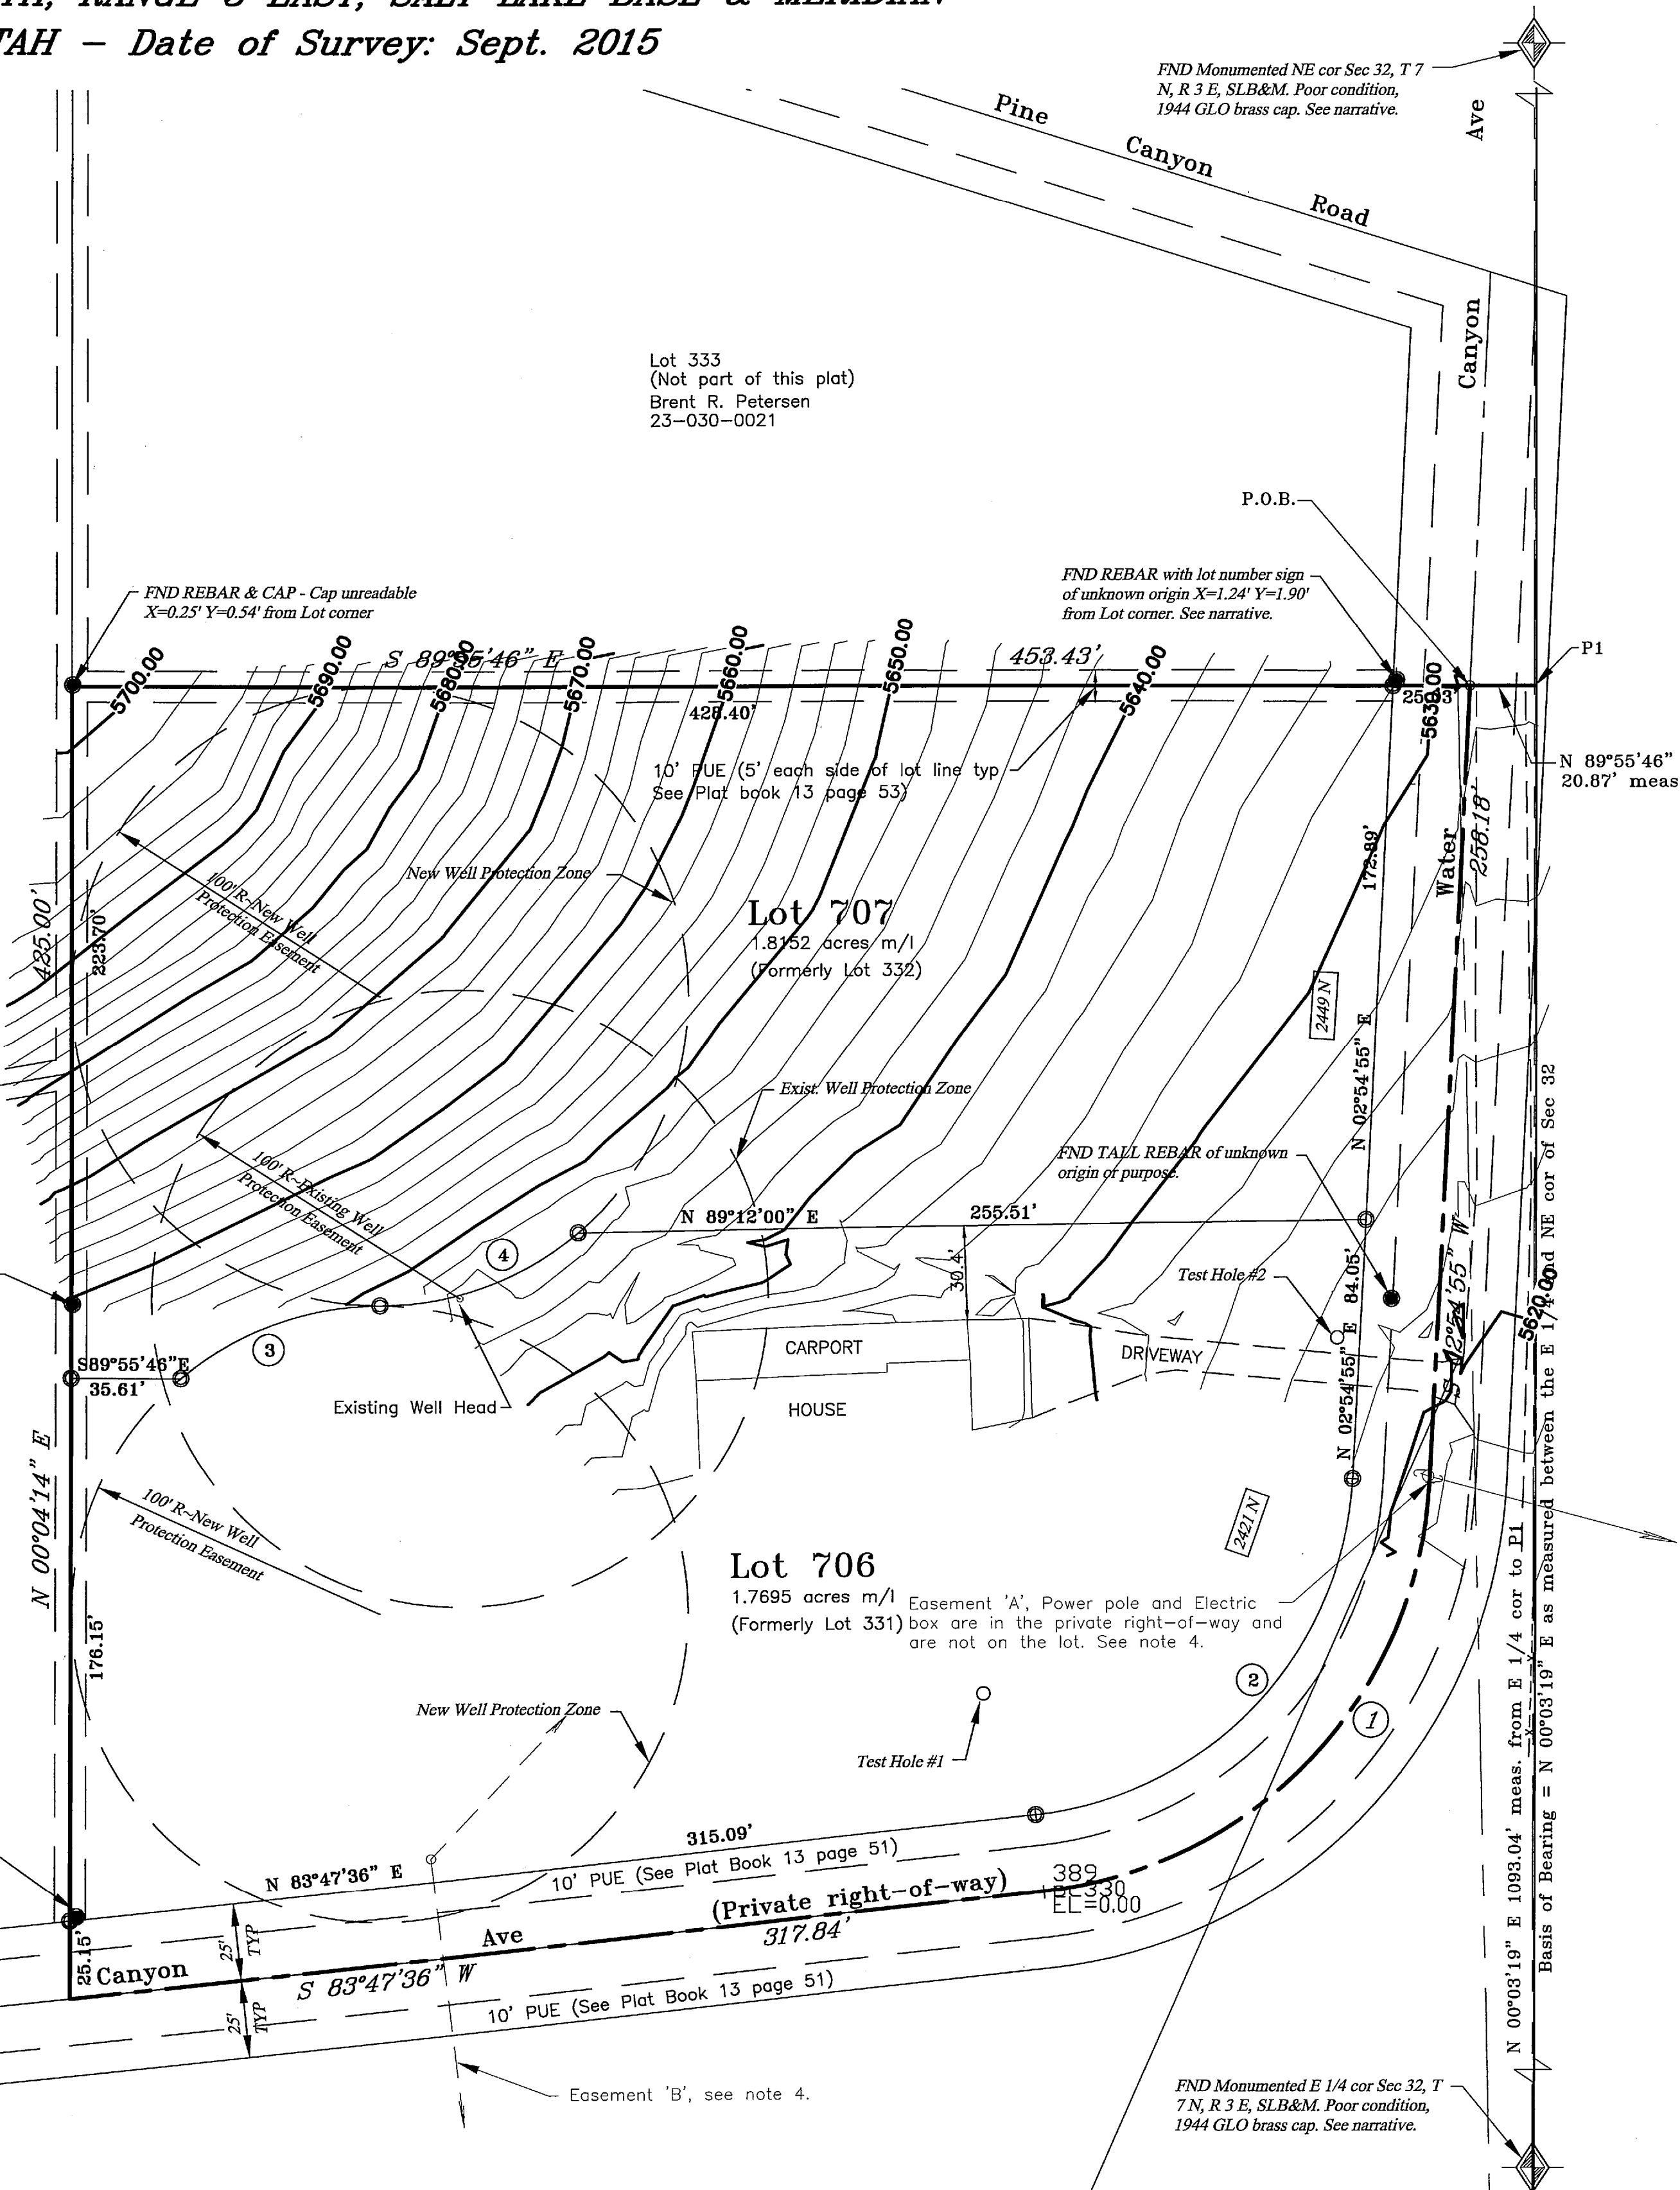 RANGE 3 EAST, SALT LAKE BASE & MERIDIAN
TAH – Date of Survey: Sept. 2015
FND Monumented NE cor Sec 32, T 7
N, R 3 E, SLB&M. Poor condition,
1944 GLO brass cap. See narrative.
Pine Canyon Road
Ave
Canyon
Water
Lot 333
(Not part of this plat)
Brent R. Petersen
23-030-0021
P.O.B.
P1
FND REBAR & CAP - Cap unreadable
X=0.25' Y=0.54' from Lot corner
FND REBAR with lot number sign
of unknown origin X=1.24' Y=1.90'
from Lot corner. See narrative.
S 89°55'46" E
453.43'
5700.00
5690.00
5680.00
5670.00
5660.00
5650.00
5640.00
5630.00
428.40'
N 89°55'46"
20.87' meas
10' PUE (5' each side of lot line typ
See Plat book 13 page 53)
New Well Protection Zone
100' R~New Well
Protection Easement
Lot 707
1.8152 acres m/l
(Formerly Lot 332)
425.00'
223.70'
172.89'
258.18'
2449 N
N 02°54'55" E
Exist. Well Protection Zone
100' R~Existing Well
Protection Easement
FND TALL REBAR of unknown
origin or purpose.
N 89°12'00" E
255.51'
4
30.4'
Test Hole #2
84.05'
N 02°54'55" E
S 02°54'55" W
5620.00
3
CARPORT
DRIVEWAY
HOUSE
S89°55'46"E
35.61'
Existing Well Head
N 00°04'14" E
100' R~New Well
Protection Easement
2421 N
Lot 706
1.7695 acres m/l
(Formerly Lot 331)
Easement 'A', Power pole and Electric
box are in the private right-of-way and
are not on the lot. See note 4.
176.15'
2
1
New Well Protection Zone
Test Hole #1
315.09'
N 83°47'36" E
10' PUE (See Plat Book 13 page 51)
389
EL=0.00
(Private right-of-way)
317.84'
Ave
Canyon
25.15'
25'
TYP
S 83°47'36" W
25'
TYP
10' PUE (See Plat Book 13 page 51)
Easement 'B', see note 4.
N 00°03'19" E 1093.04' meas. from E 1/4 cor to P1
Basis of Bearing = N 00°03'19" E as measured between the E 1/4 and NE cor of Sec 32
FND Monumented E 1/4 cor Sec 32, T
7 N, R 3 E, SLB&M. Poor condition,
1944 GLO brass cap. See narrative.